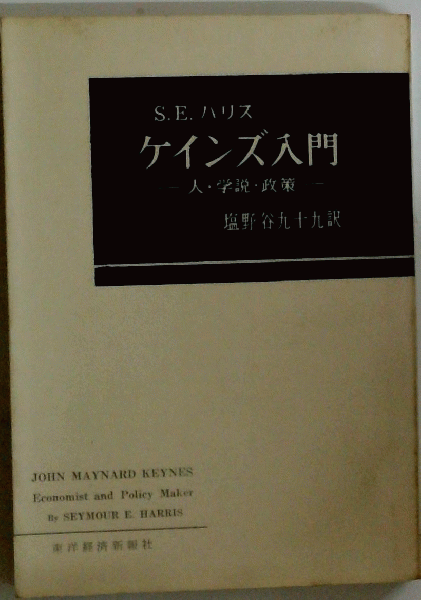 S.E.ハリス
ケインズ入門
—人・学説・政策—
塩野谷九十九訳
JOHN MAYNARD KEYNES
Economist and Policy Maker
By SEYMOUR E. HARRIS
東洋経済新報社